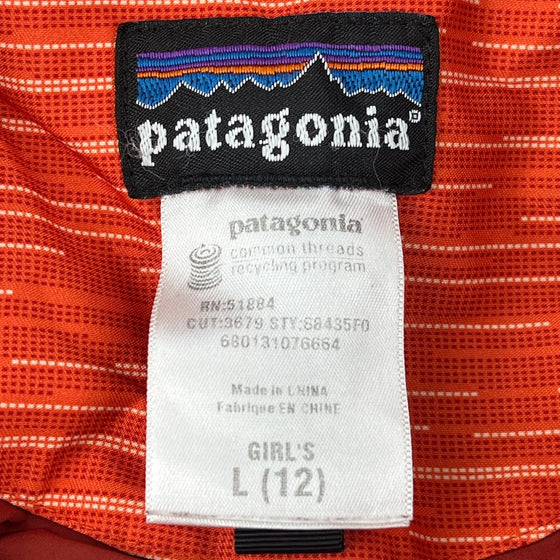 patagonia®
patagonia
common threads
recycling program
RN:51884
CUT:3679 STY:68435F0
680131076664
Made in CHINA
Fabriqué EN CHINE
GIRL'S
L (12)